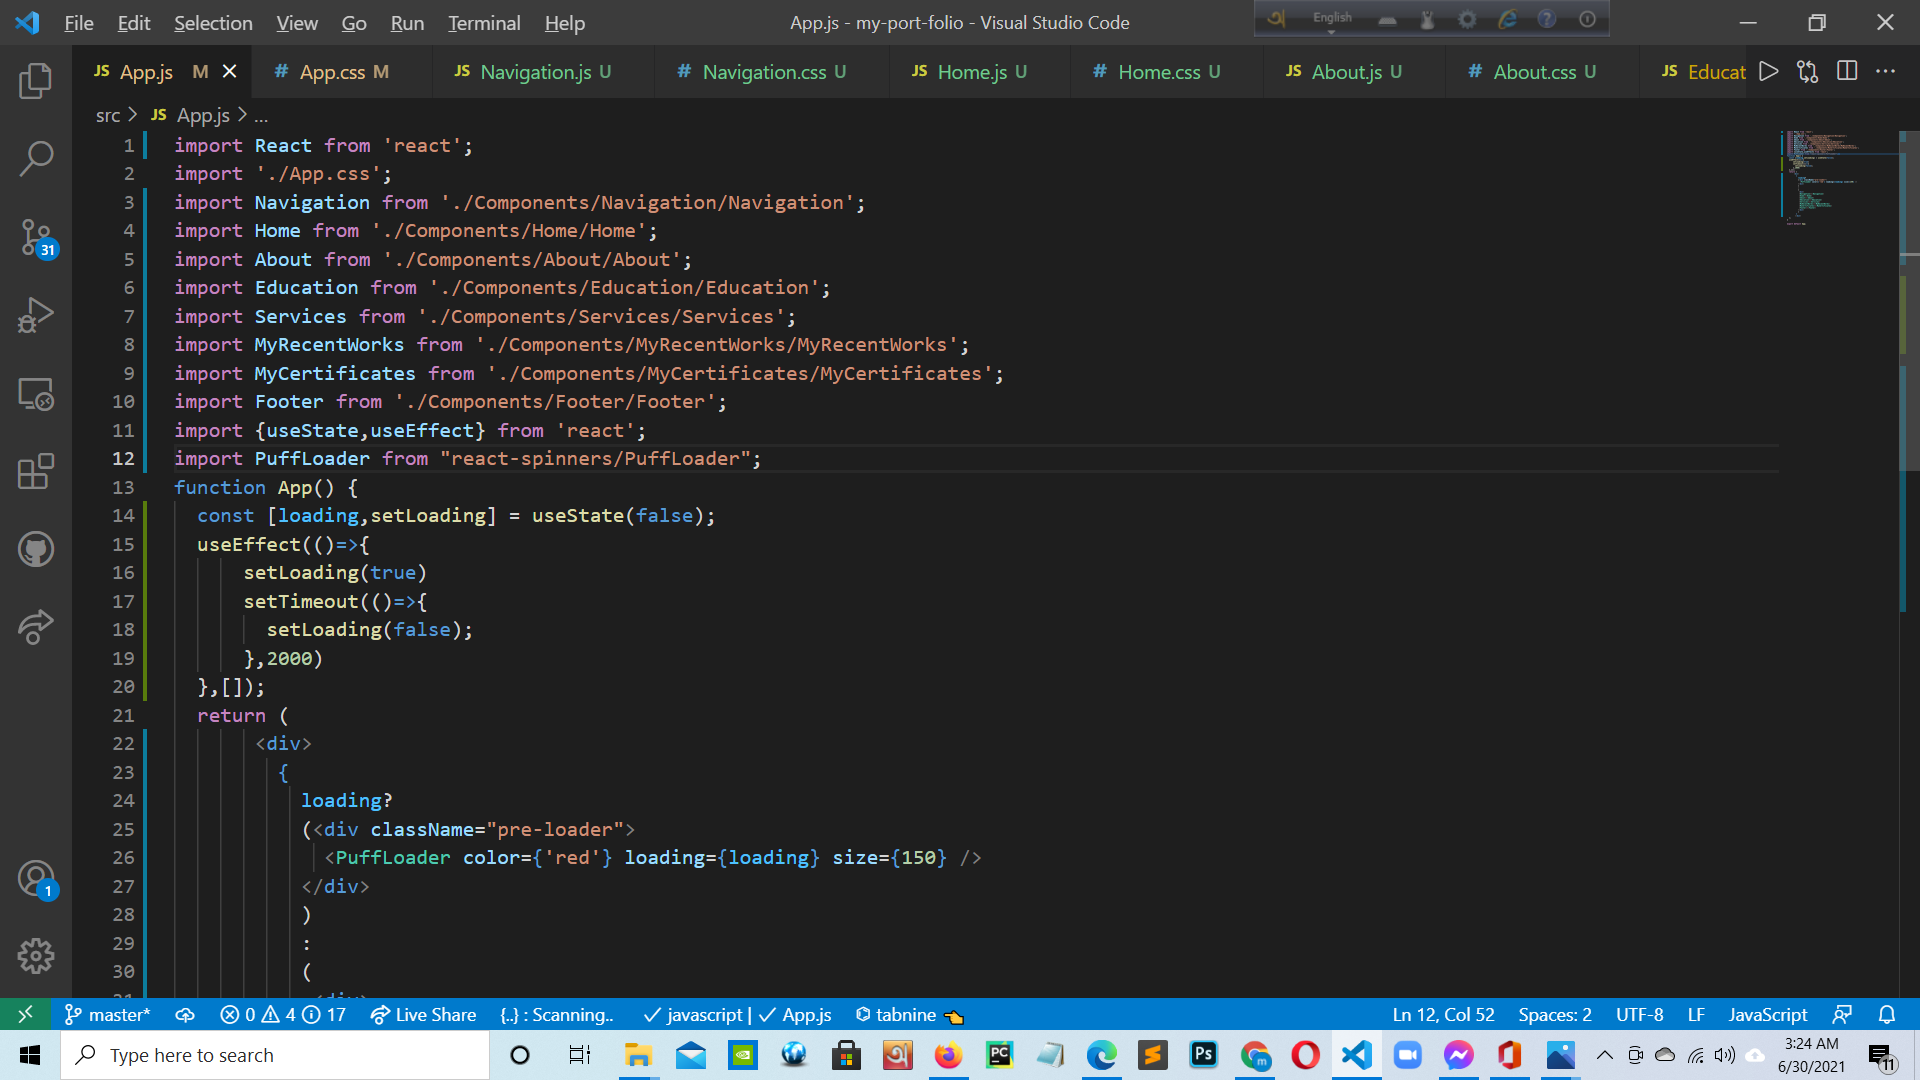 File Edit Selection View Go Run Terminal Help App.js - my-port-folio - Visual Studio Code English
JS App.js M # App.css M JS Navigation.js U # Navigation.css U JS Home.js U # Home.css U JS About.js U # About.css U JS Educat
src > JS App.js > ...
1 import React from 'react';
2 import './App.css';
3 import Navigation from './Components/Navigation/Navigation';
4 import Home from './Components/Home/Home';
5 import About from './Components/About/About';
6 import Education from './Components/Education/Education';
7 import Services from './Components/Services/Services';
8 import MyRecentWorks from './Components/MyRecentWorks/MyRecentWorks';
9 import MyCertificates from './Components/MyCertificates/MyCertificates';
10 import Footer from './Components/Footer/Footer';
11 import {useState,useEffect} from 'react';
12 import PuffLoader from "react-spinners/PuffLoader";
13 function App() {
14 const [loading,setLoading] = useState(false);
15 useEffect(()=>{
16 setLoading(true)
17 setTimeout(()=>{
18 setLoading(false);
19 },2000)
20 },[]);
21 return (
22 <div>
23 {
24 loading?
25 (<div className="pre-loader">
26 <PuffLoader color={'red'} loading={loading} size={150} />
27 </div>
28 )
29 :
30 (
31 <div>
31
1
master* 0 4 17 Live Share {..} : Scanning.. javascript | App.js tabnine Ln 12, Col 52 Spaces: 2 UTF-8 LF JavaScript
Type here to search
PC Ps m
3:24 AM
6/30/2021
11